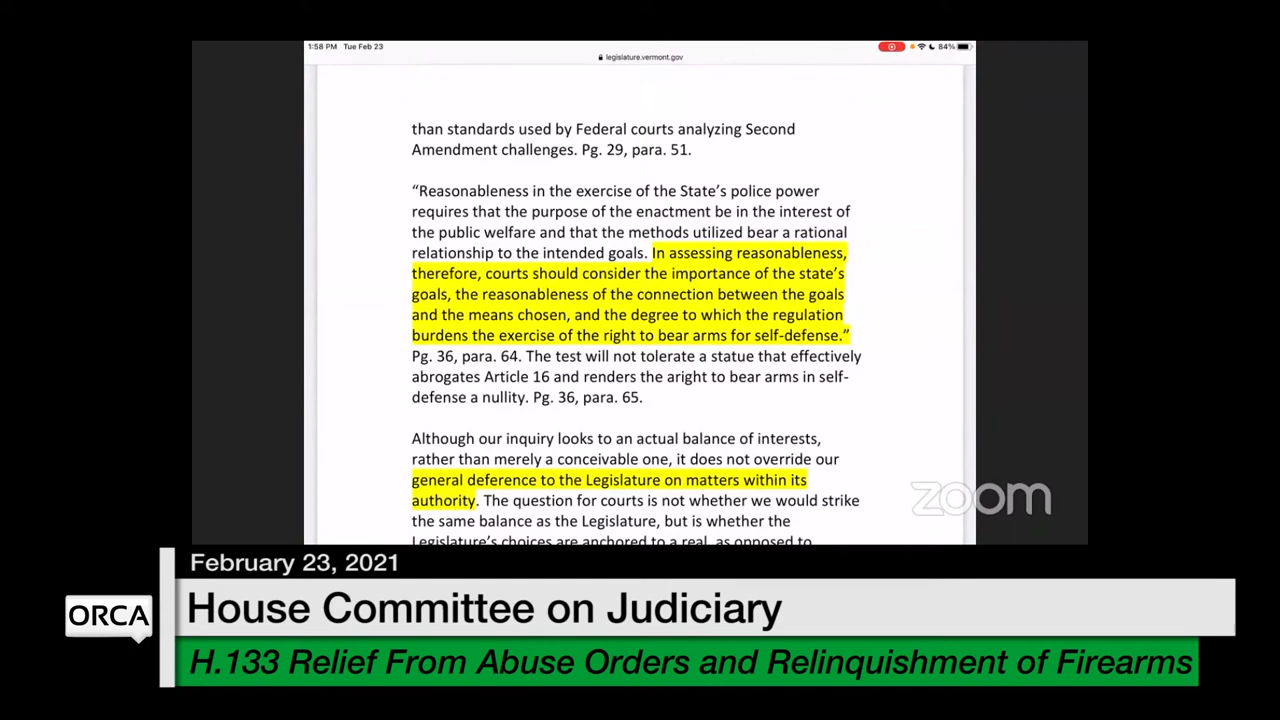 1:58 PM Tue Feb 23
84%
legislature.vermont.gov
than standards used by Federal courts analyzing Second
Amendment challenges. Pg. 29, para. 51.
“Reasonableness in the exercise of the State’s police power
requires that the purpose of the enactment be in the interest of
the public welfare and that the methods utilized bear a rational
relationship to the intended goals. In assessing reasonableness,
therefore, courts should consider the importance of the state’s
goals, the reasonableness of the connection between the goals
and the means chosen, and the degree to which the regulation
burdens the exercise of the right to bear arms for self-defense.”
Pg. 36, para. 64. The test will not tolerate a statue that effectively
abrogates Article 16 and renders the aright to bear arms in self-
defense a nullity. Pg. 36, para. 65.
Although our inquiry looks to an actual balance of interests,
rather than merely a conceivable one, it does not override our
general deference to the Legislature on matters within its
authority. The question for courts is not whether we would strike
the same balance as the Legislature, but is whether the
Legislature’s choices are anchored to a real, as opposed to
zoom
February 23, 2021
ORCA
House Committee on Judiciary
H.133 Relief From Abuse Orders and Relinquishment of Firearms